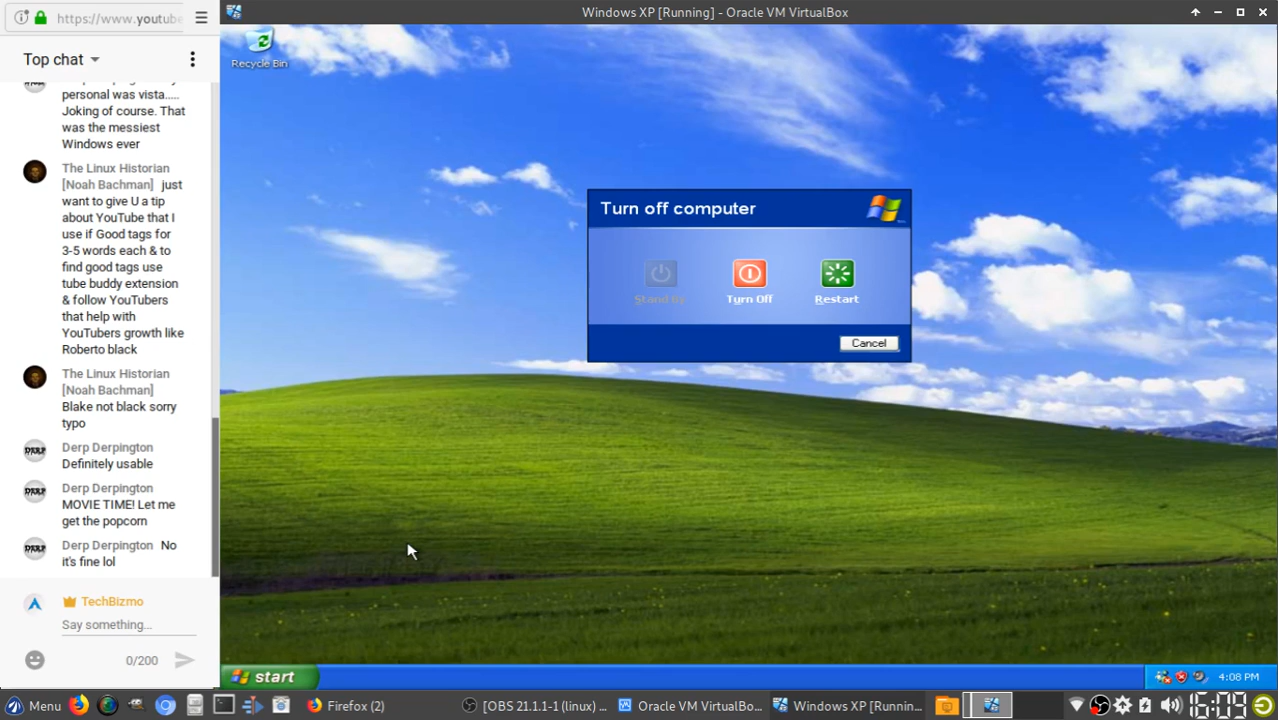 https://www.youtube
Top chat
personal was vista.....
Joking of course. That
was the messiest
Windows ever
The Linux Historian
[Noah Bachman] just
want to give U a tip
about YouTube that I
use if Good tags for
3-5 words each & to
find good tags use
tube buddy extension
& follow YouTubers
that help with
YouTubers growth like
Roberto black
The Linux Historian
[Noah Bachman]
Blake not black sorry
typo
Derp Derpington
Definitely usable
Derp Derpington
MOVIE TIME! Let me
get the popcorn
Derp Derpington No
it's fine lol
TechBizmo
Say something...
0/200
Windows XP [Running] - Oracle VM VirtualBox
Recycle Bin
Turn off computer
Stand By
Turn Off
Restart
Cancel
start
4:08 PM
Menu
Firefox (2)
[OBS 21.1.1-1 (linux) ...
Oracle VM VirtualBo...
Windows XP [Running...
16:09